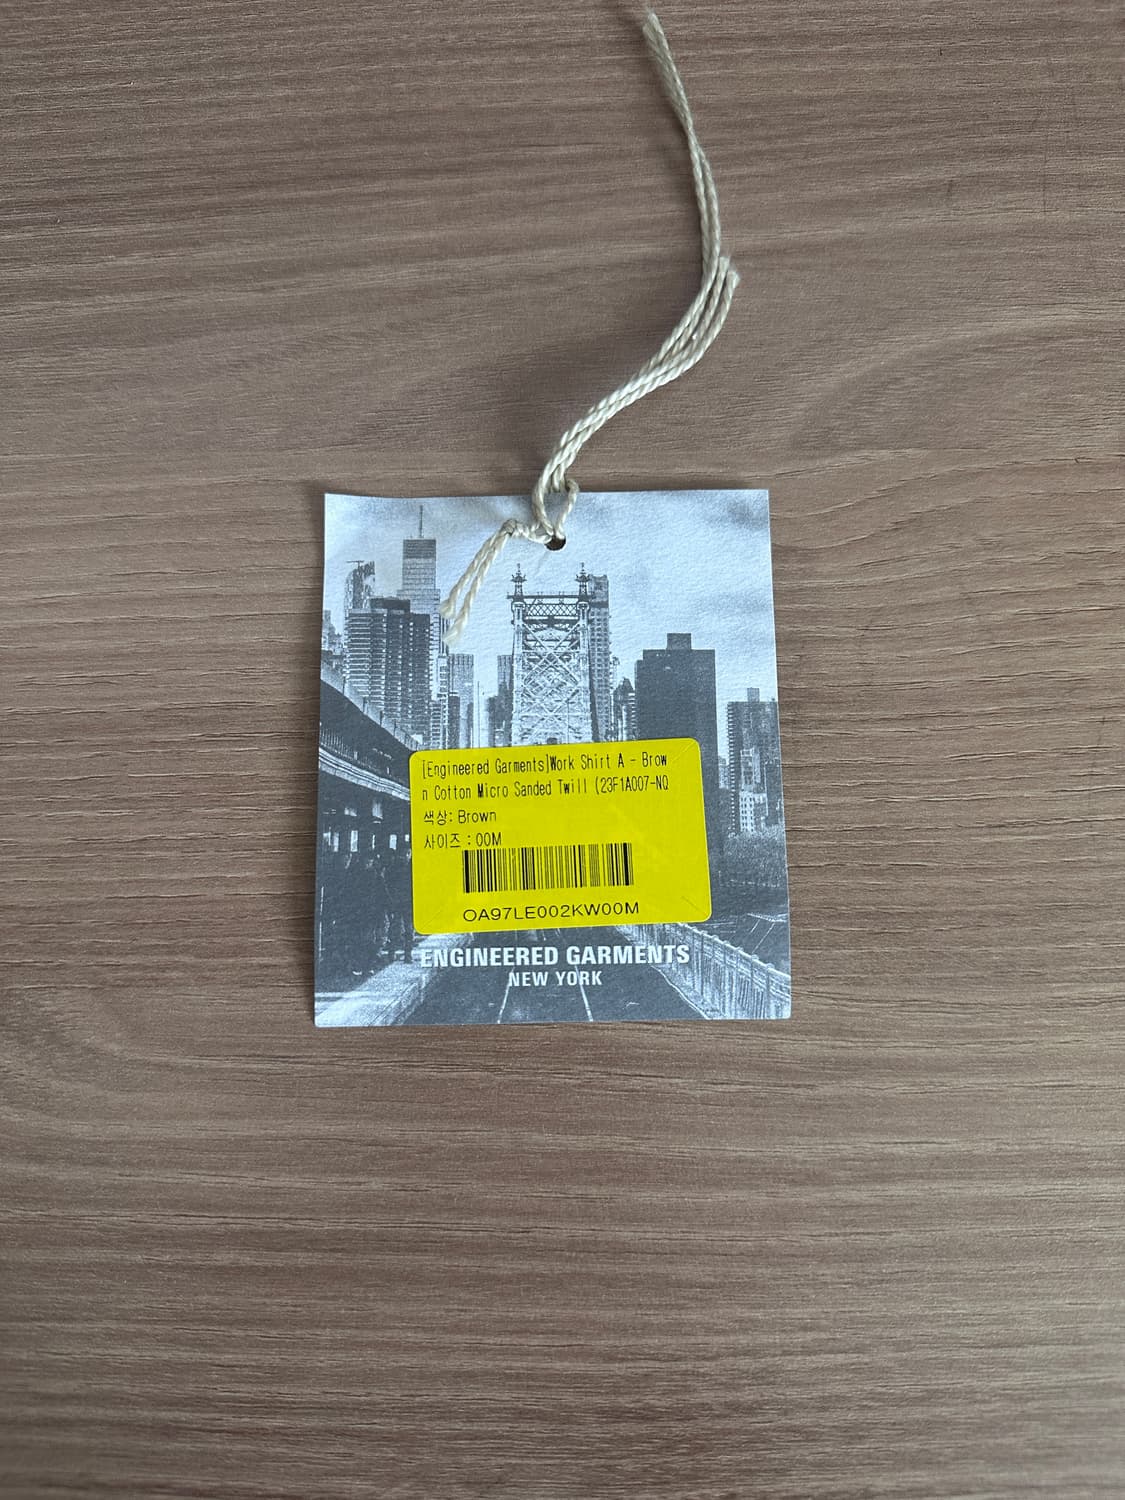 [Engineered Garments]Work Shirt A - Brow
n Cotton Micro Sanded Twill (23F1A007-NQ
색상: Brown
사이즈 : 00M
OA97LE002KW00M
ENGINEERED GARMENTS
NEW YORK